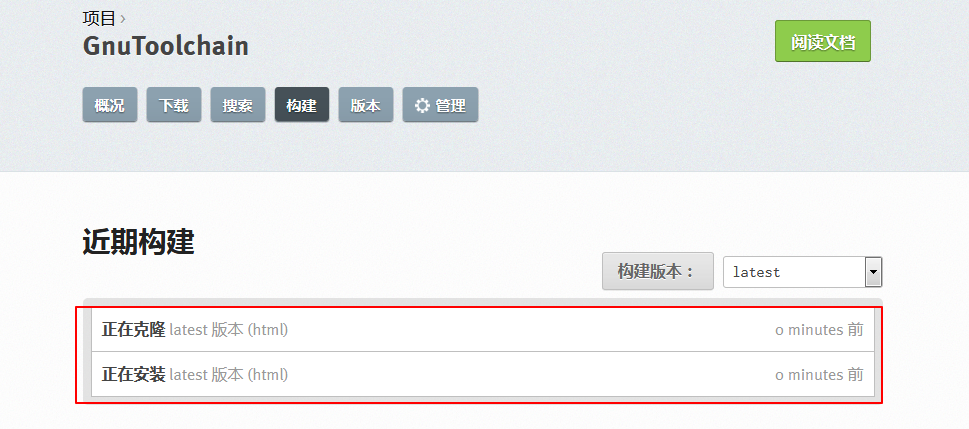 项目 ›
GnuToolchain
阅读文档
概况 下载 搜索 构建 版本 管理
近期构建
构建版本： latest
正在克隆 latest 版本 (html) 0 minutes 前
正在安装 latest 版本 (html) 0 minutes 前